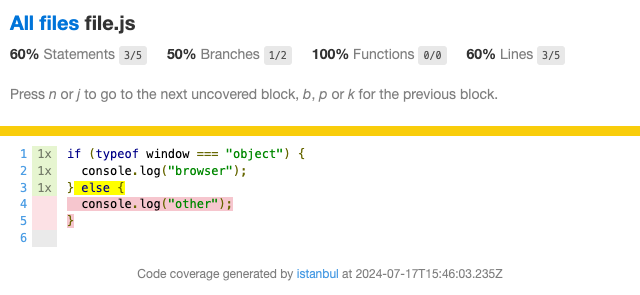 All files file.js
60% Statements 3/5 50% Branches 1/2 100% Functions 0/0 60% Lines 3/5
Press n or j to go to the next uncovered block, b, p or k for the previous block.
1 1x if (typeof window === "object") {
2 1x console.log("browser");
3 1x } else {
4 console.log("other");
5 }
6
Code coverage generated by istanbul at 2024-07-17T15:46:03.235Z